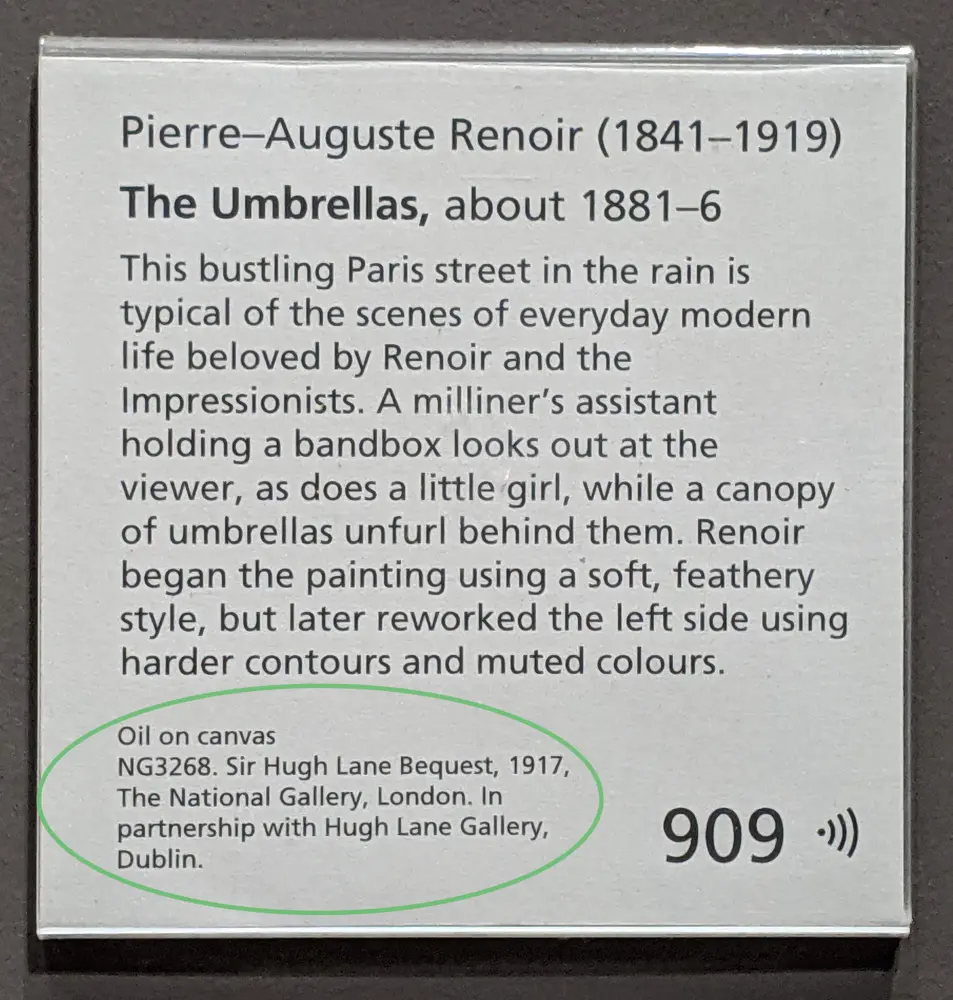 Pierre–Auguste Renoir (1841–1919)
The Umbrellas, about 1881–6
This bustling Paris street in the rain is
typical of the scenes of everyday modern
life beloved by Renoir and the
Impressionists. A milliner’s assistant
holding a bandbox looks out at the
viewer, as does a little girl, while a canopy
of umbrellas unfurl behind them. Renoir
began the painting using a soft, feathery
style, but later reworked the left side using
harder contours and muted colours.
Oil on canvas
NG3268. Sir Hugh Lane Bequest, 1917,
The National Gallery, London. In
partnership with Hugh Lane Gallery,
Dublin.
909